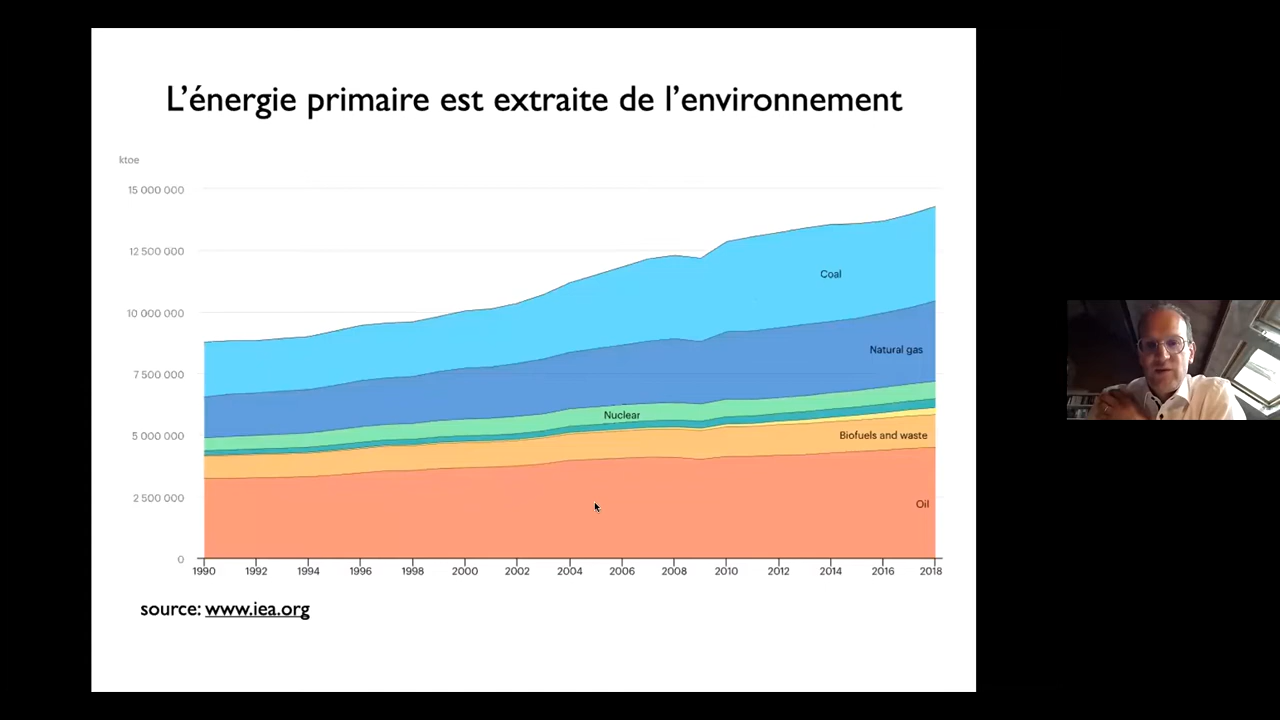 L'énergie primaire est extraite de l'environnement
ktoe
15 000 000
12 500 000
10 000 000
7 500 000
5 000 000
2 500 000
0
Coal
Natural gas
Nuclear
Biofuels and waste
Oil
1990 1992 1994 1996 1998 2000 2002 2004 2006 2008 2010 2012 2014 2016 2018
source: www.iea.org